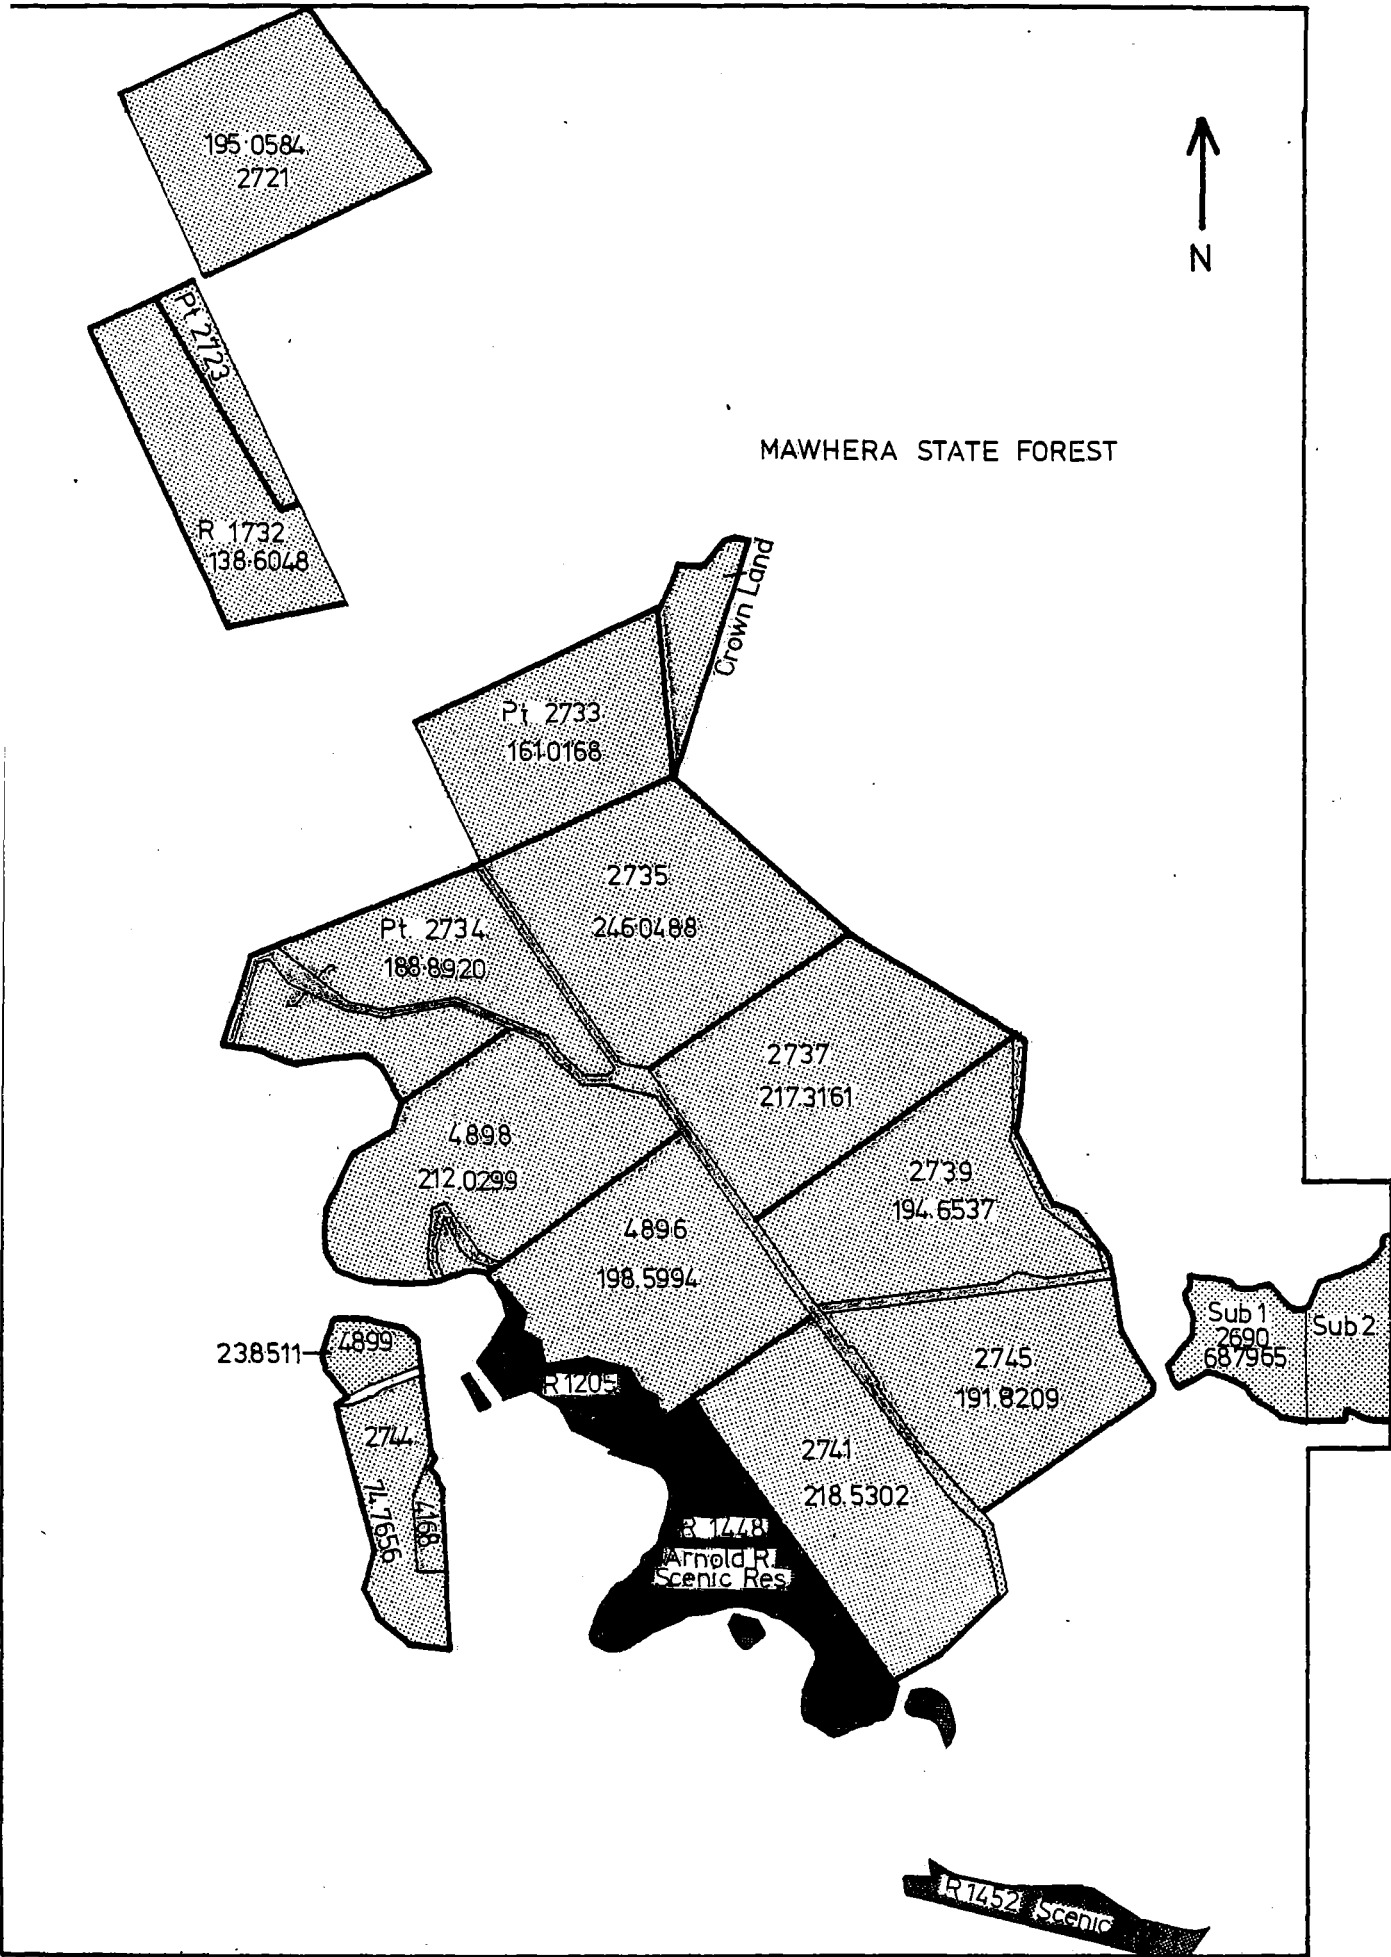 195·0584
2721
N
Pt 2723
MAWHERA STATE FOREST
R 1732
138·6048
Crown Land
Pt 2733
161·0168
2735
246·0488
Pt. 2734
188·8920
2737
217.3161
4898
212.0299
2739
194.6537
4896
198.5994
Sub 1
2690
687965
Sub 2
23.8511
4899
2745
191.8209
R 1205
2744
74.7656
4168
2741
218.5302
R 1448
Arnold R.
Scenic Res
R 1452 Scenic